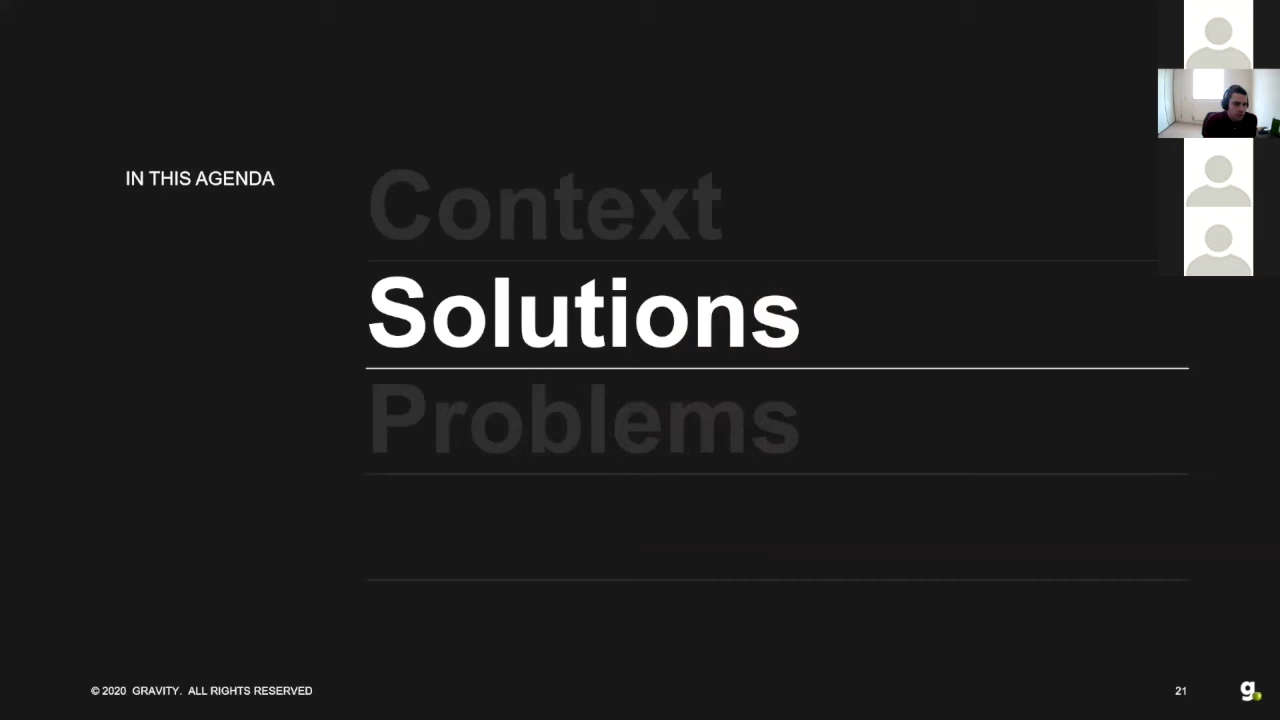 IN THIS AGENDA
Context
Solutions
Problems
© 2020 GRAVITY. ALL RIGHTS RESERVED
21
g.